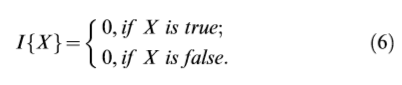 I{X} = { 0, if X is true;
0, if X is false.
(6)